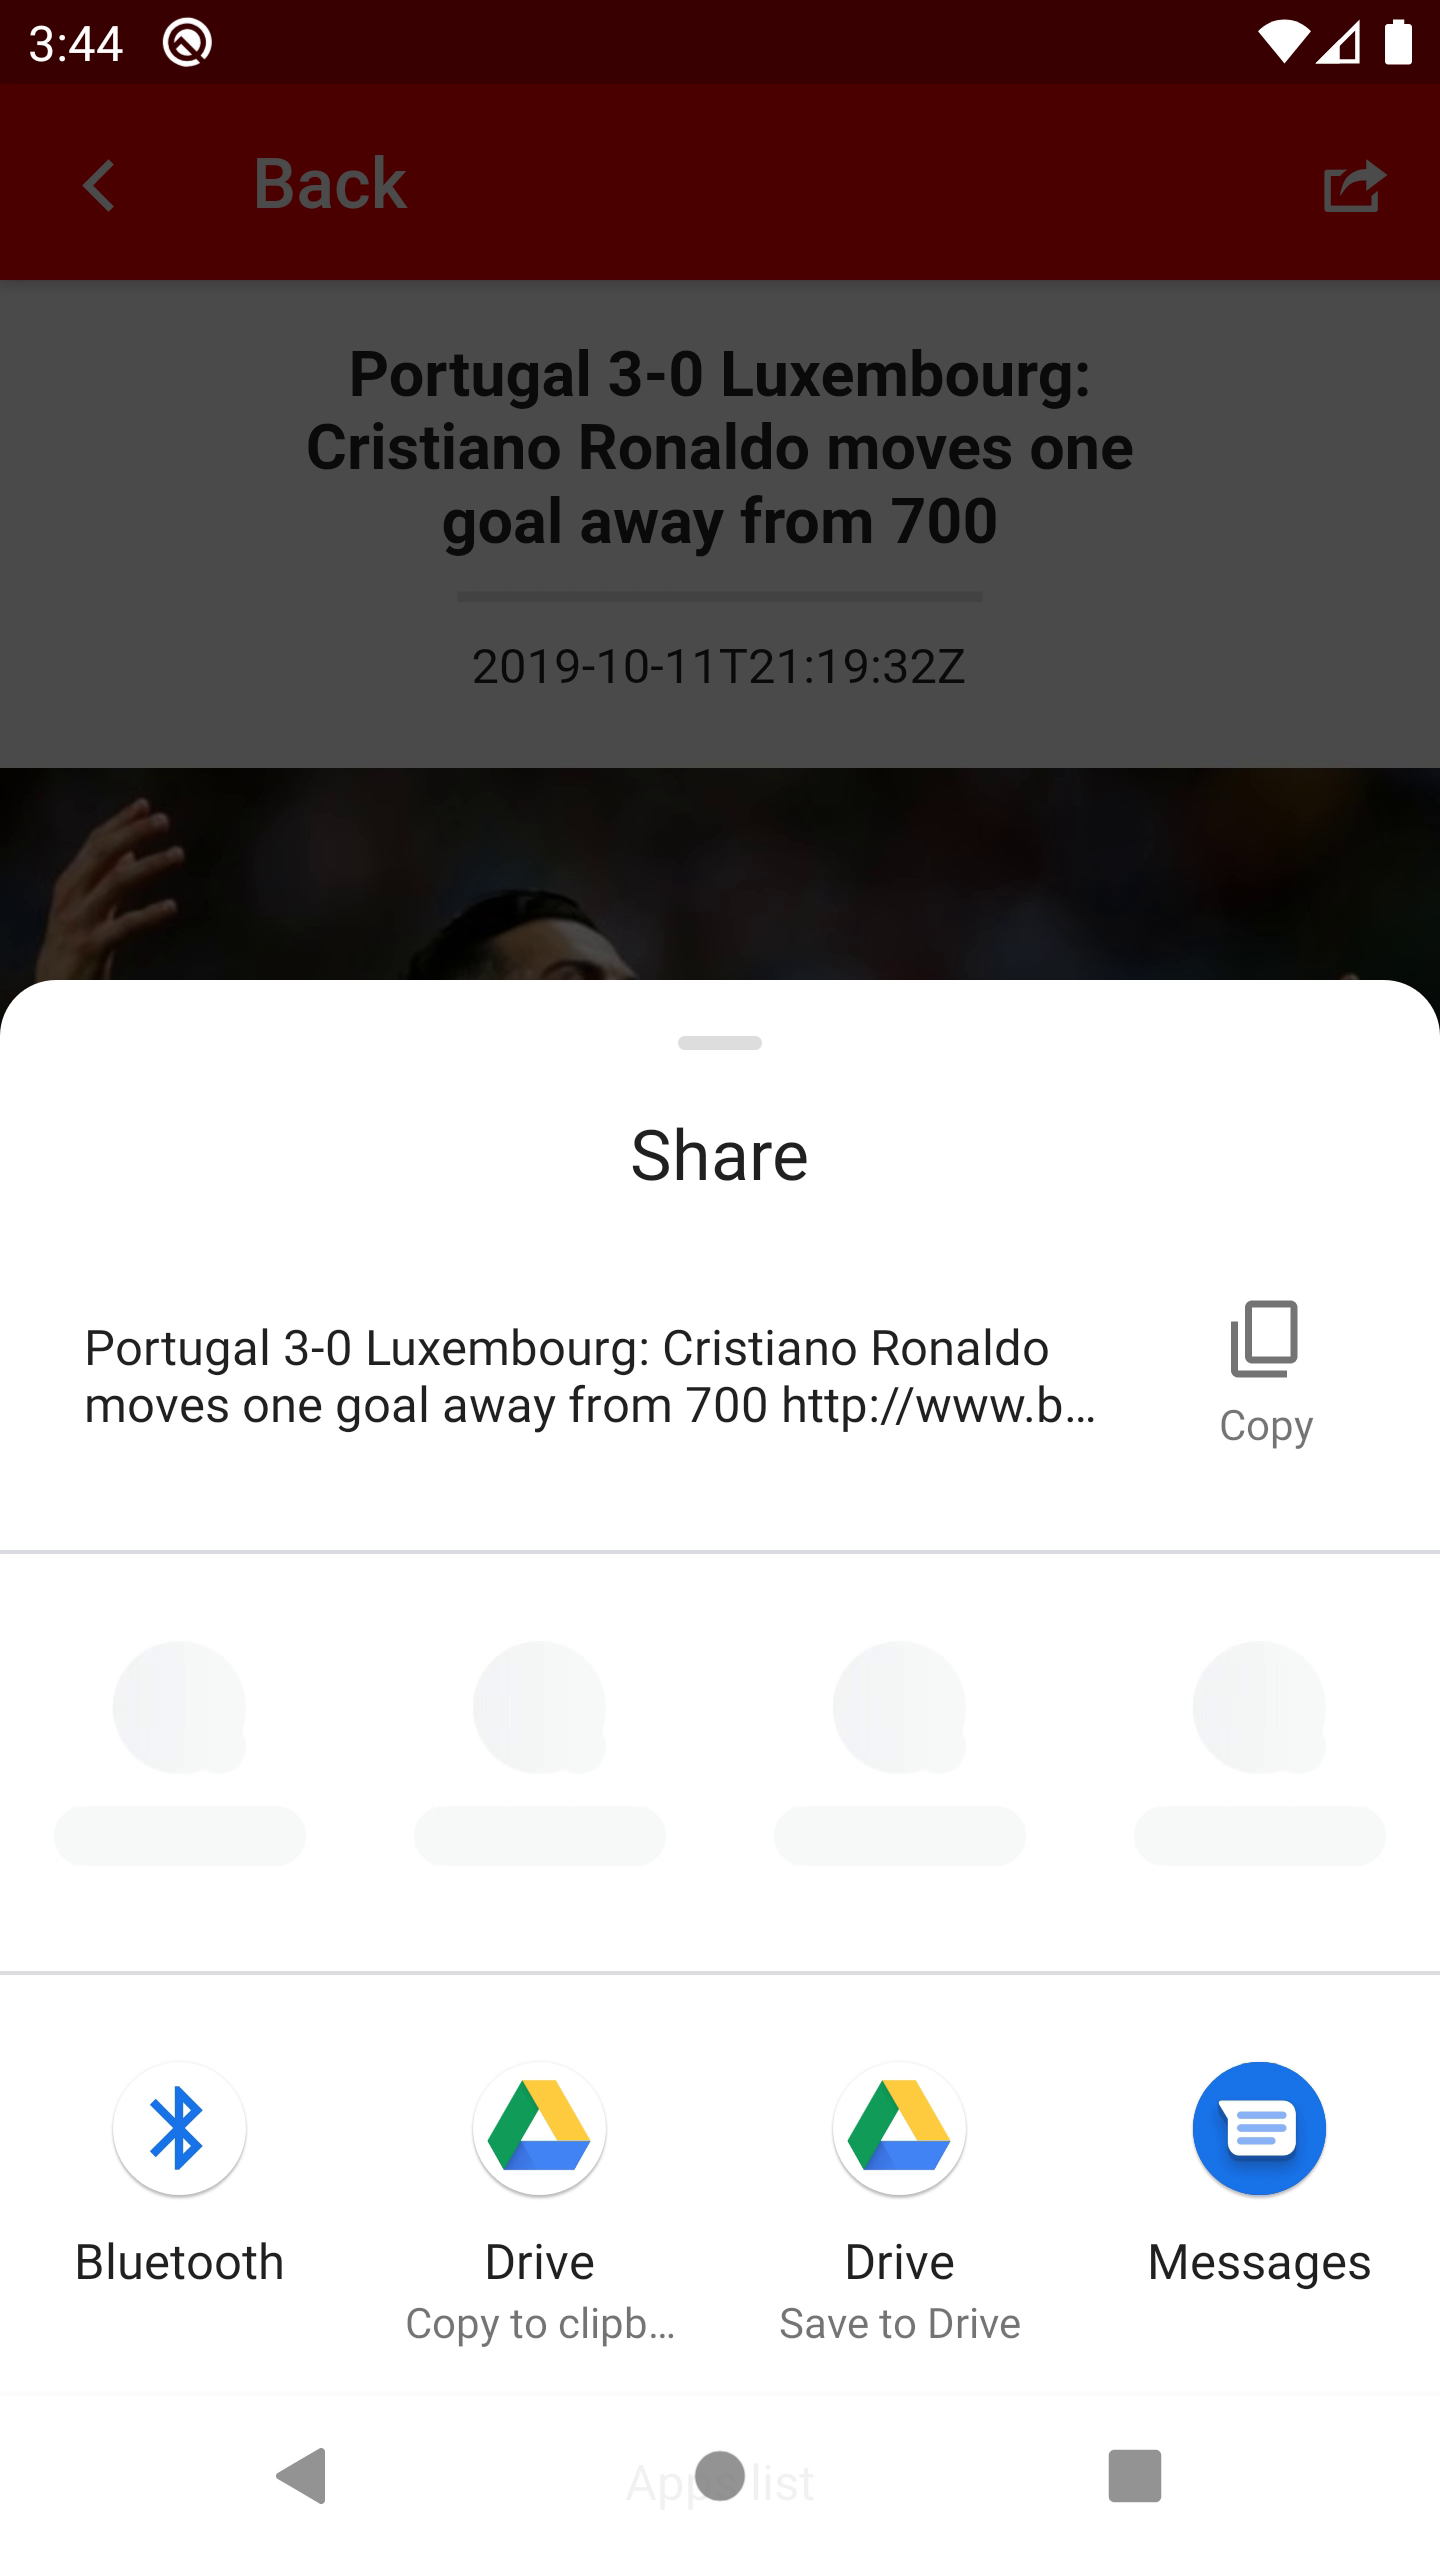 3:44
Back
Portugal 3-0 Luxembourg:
Cristiano Ronaldo moves one
goal away from 700
2019-10-11T21:19:32Z
Share
Portugal 3-0 Luxembourg: Cristiano Ronaldo
moves one goal away from 700 http://www.b…
Copy
Bluetooth
Drive
Drive
Messages
Copy to clipb…
Save to Drive
Apps list